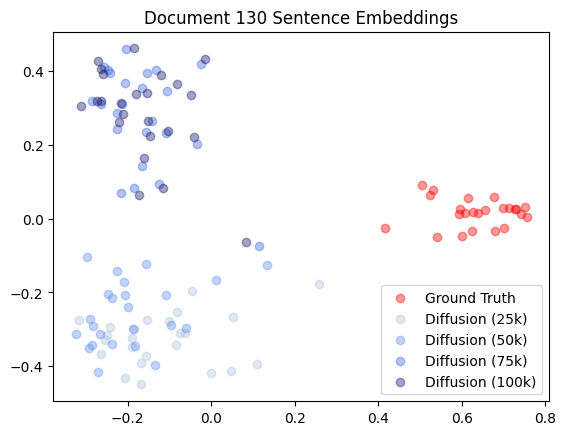 Document 130 Sentence Embeddings
0.4
0.2
0.0
−0.2
−0.4
−0.2
0.0
0.2
0.4
0.6
0.8
Ground Truth
Diffusion (25k)
Diffusion (50k)
Diffusion (75k)
Diffusion (100k)